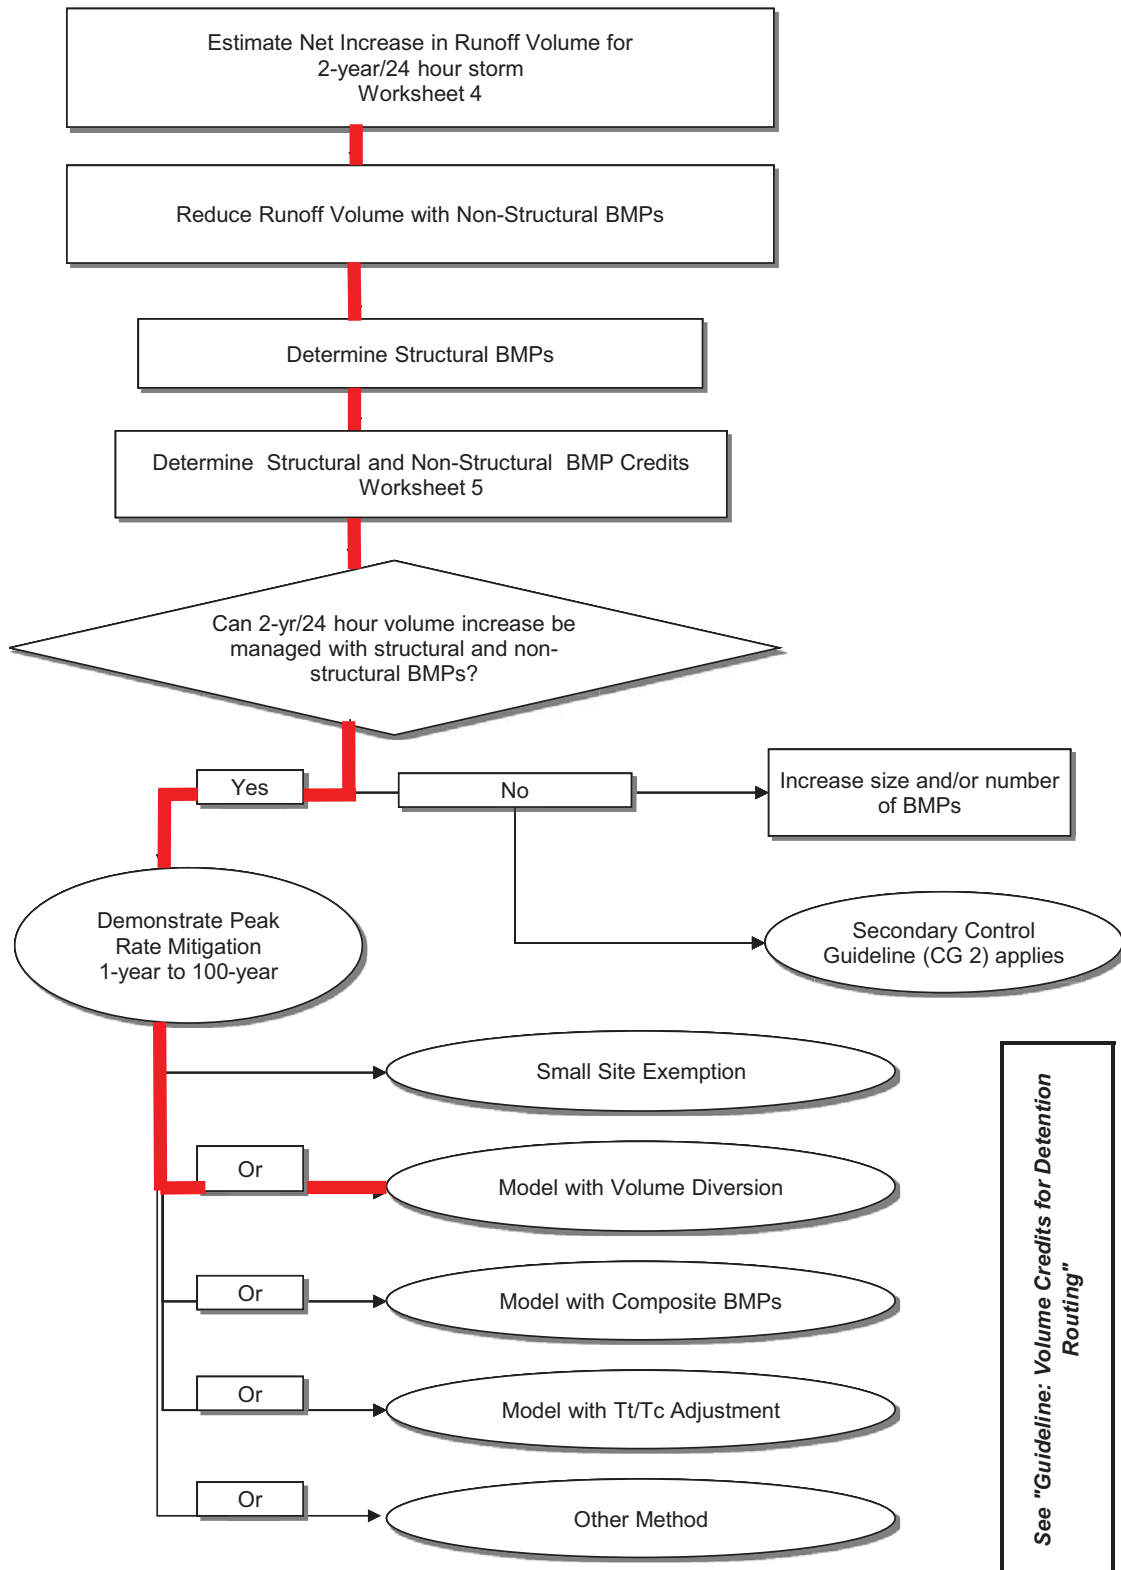 Estimate Net Increase in Runoff Volume for
2-year/24 hour storm
Worksheet 4
Reduce Runoff Volume with Non-Structural BMPs
Determine Structural BMPs
Determine Structural and Non-Structural BMP Credits
Worksheet 5
Can 2-yr/24 hour volume increase be
managed with structural and non-
structural BMPs?
Yes
No
Increase size and/or number
of BMPs
Demonstrate Peak
Rate Mitigation
1-year to 100-year
Secondary Control
Guideline (CG 2) applies
Small Site Exemption
Or
Model with Volume Diversion
Or
Model with Composite BMPs
Or
Model with Tt/Tc Adjustment
Or
Other Method
See "Guideline: Volume Credits for Detention
Routing"